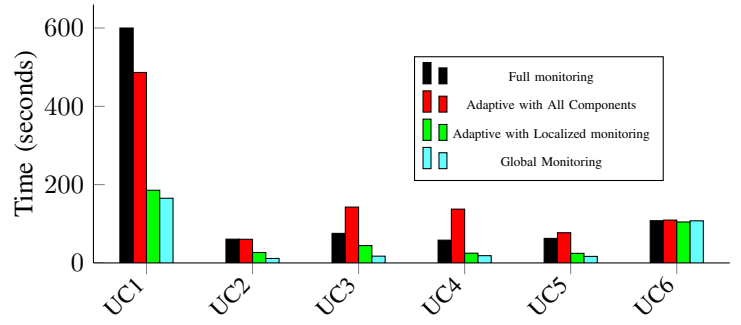 600
400
200
0
Time (seconds)
Full monitoring
Adaptive with All Components
Adaptive with Localized monitoring
Global Monitoring
UC1
UC2
UC3
UC4
UC5
UC6